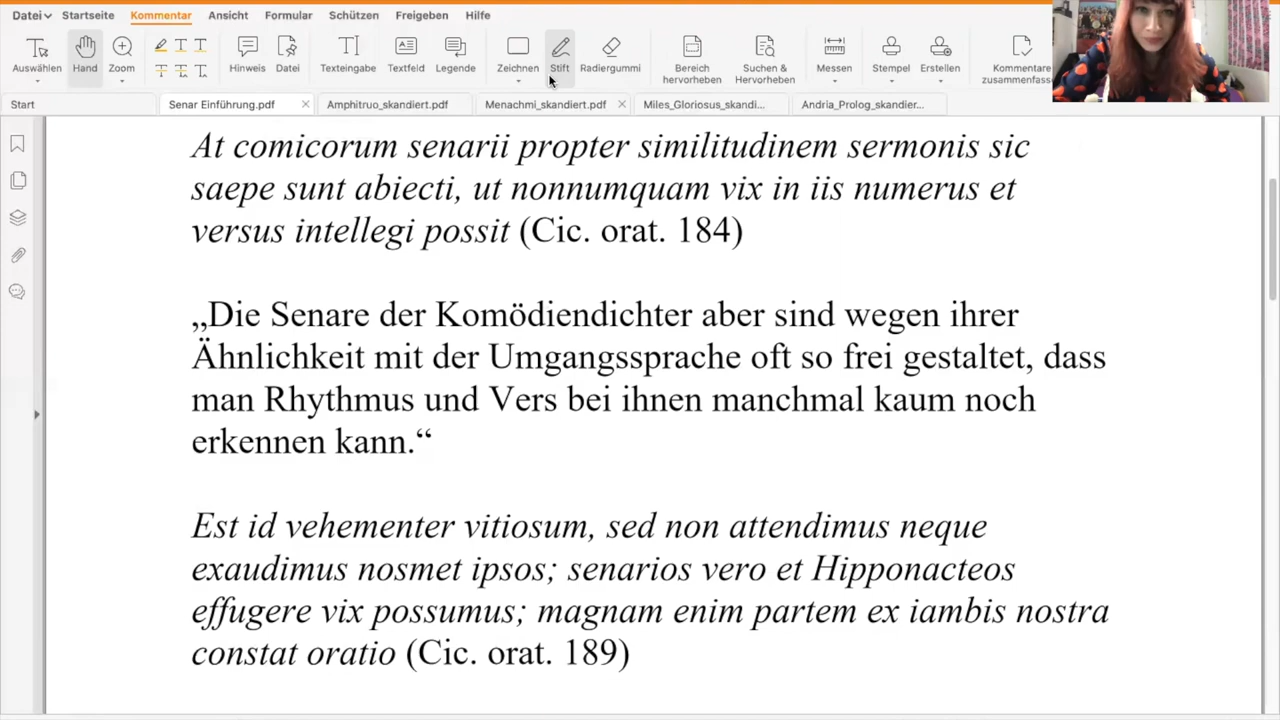 Datei Startseite Kommentar Ansicht Formular Schützen Freigeben Hilfe
Auswählen Hand Zoom Hinweis Datei Texteingabe Textfeld Legende Zeichnen Stift Radiergummi Bereich hervorheben Suchen & Hervorheben Messen Stempel Erstellen Kommentare zusammenfassen
Start Senar Einführung.pdf Amphitruo_skandiert.pdf Menachmi_skandiert.pdf Miles_Gloriosus_skandi... Andria_Prolog_skandier...
At comicorum senarii propter similitudinem sermonis sic
saepe sunt abiecti, ut nonnumquam vix in iis numerus et
versus intellegi possit (Cic. orat. 184)
„Die Senare der Komödiendichter aber sind wegen ihrer
Ähnlichkeit mit der Umgangssprache oft so frei gestaltet, dass
man Rhythmus und Vers bei ihnen manchmal kaum noch
erkennen kann.“
Est id vehementer vitiosum, sed non attendimus neque
exaudimus nosmet ipsos; senarios vero et Hipponacteos
effugere vix possumus; magnam enim partem ex iambis nostra
constat oratio (Cic. orat. 189)